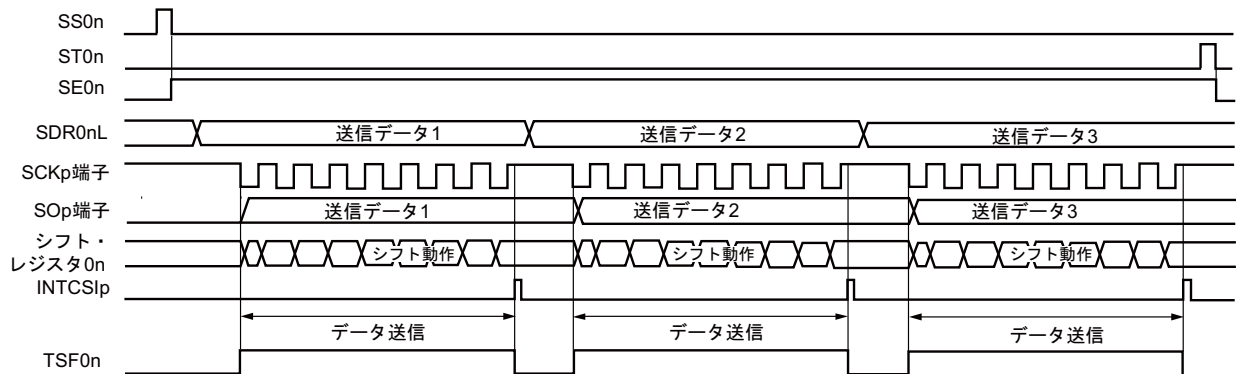 SS0n
ST0n
SE0n
SDR0nL 送信データ1 送信データ2 送信データ3
SCKp端子
SOp端子 送信データ1 送信データ2 送信データ3
シフト・
レジスタ0n シフト動作 シフト動作 シフト動作
INTCSIp
データ送信 データ送信 データ送信
TSF0n